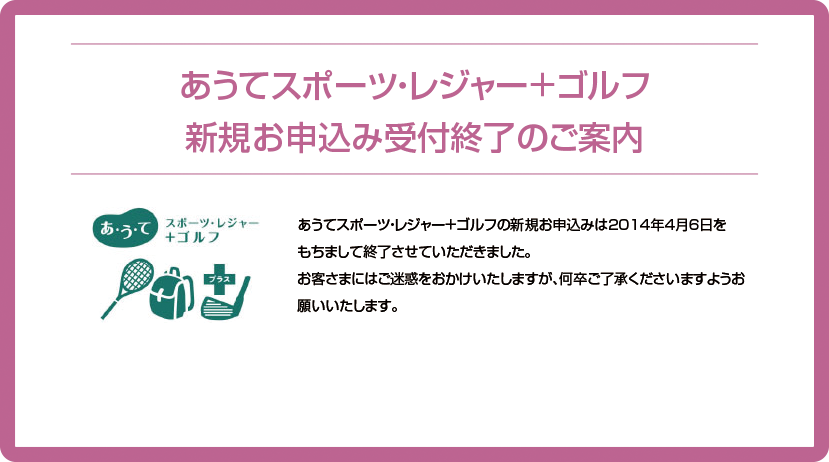 あうてスポーツ・レジャー＋ゴルフ
新規お申込み受付終了のご案内
あ・う・て
スポーツ・レジャー
＋ゴルフ
プラス
あうてスポーツ・レジャー＋ゴルフの新規お申込みは2014年4月6日を
もちまして終了させていただきました。
お客さまにはご迷惑をおかけいたしますが、何卒ご了承くださいますようお
願いいたします。